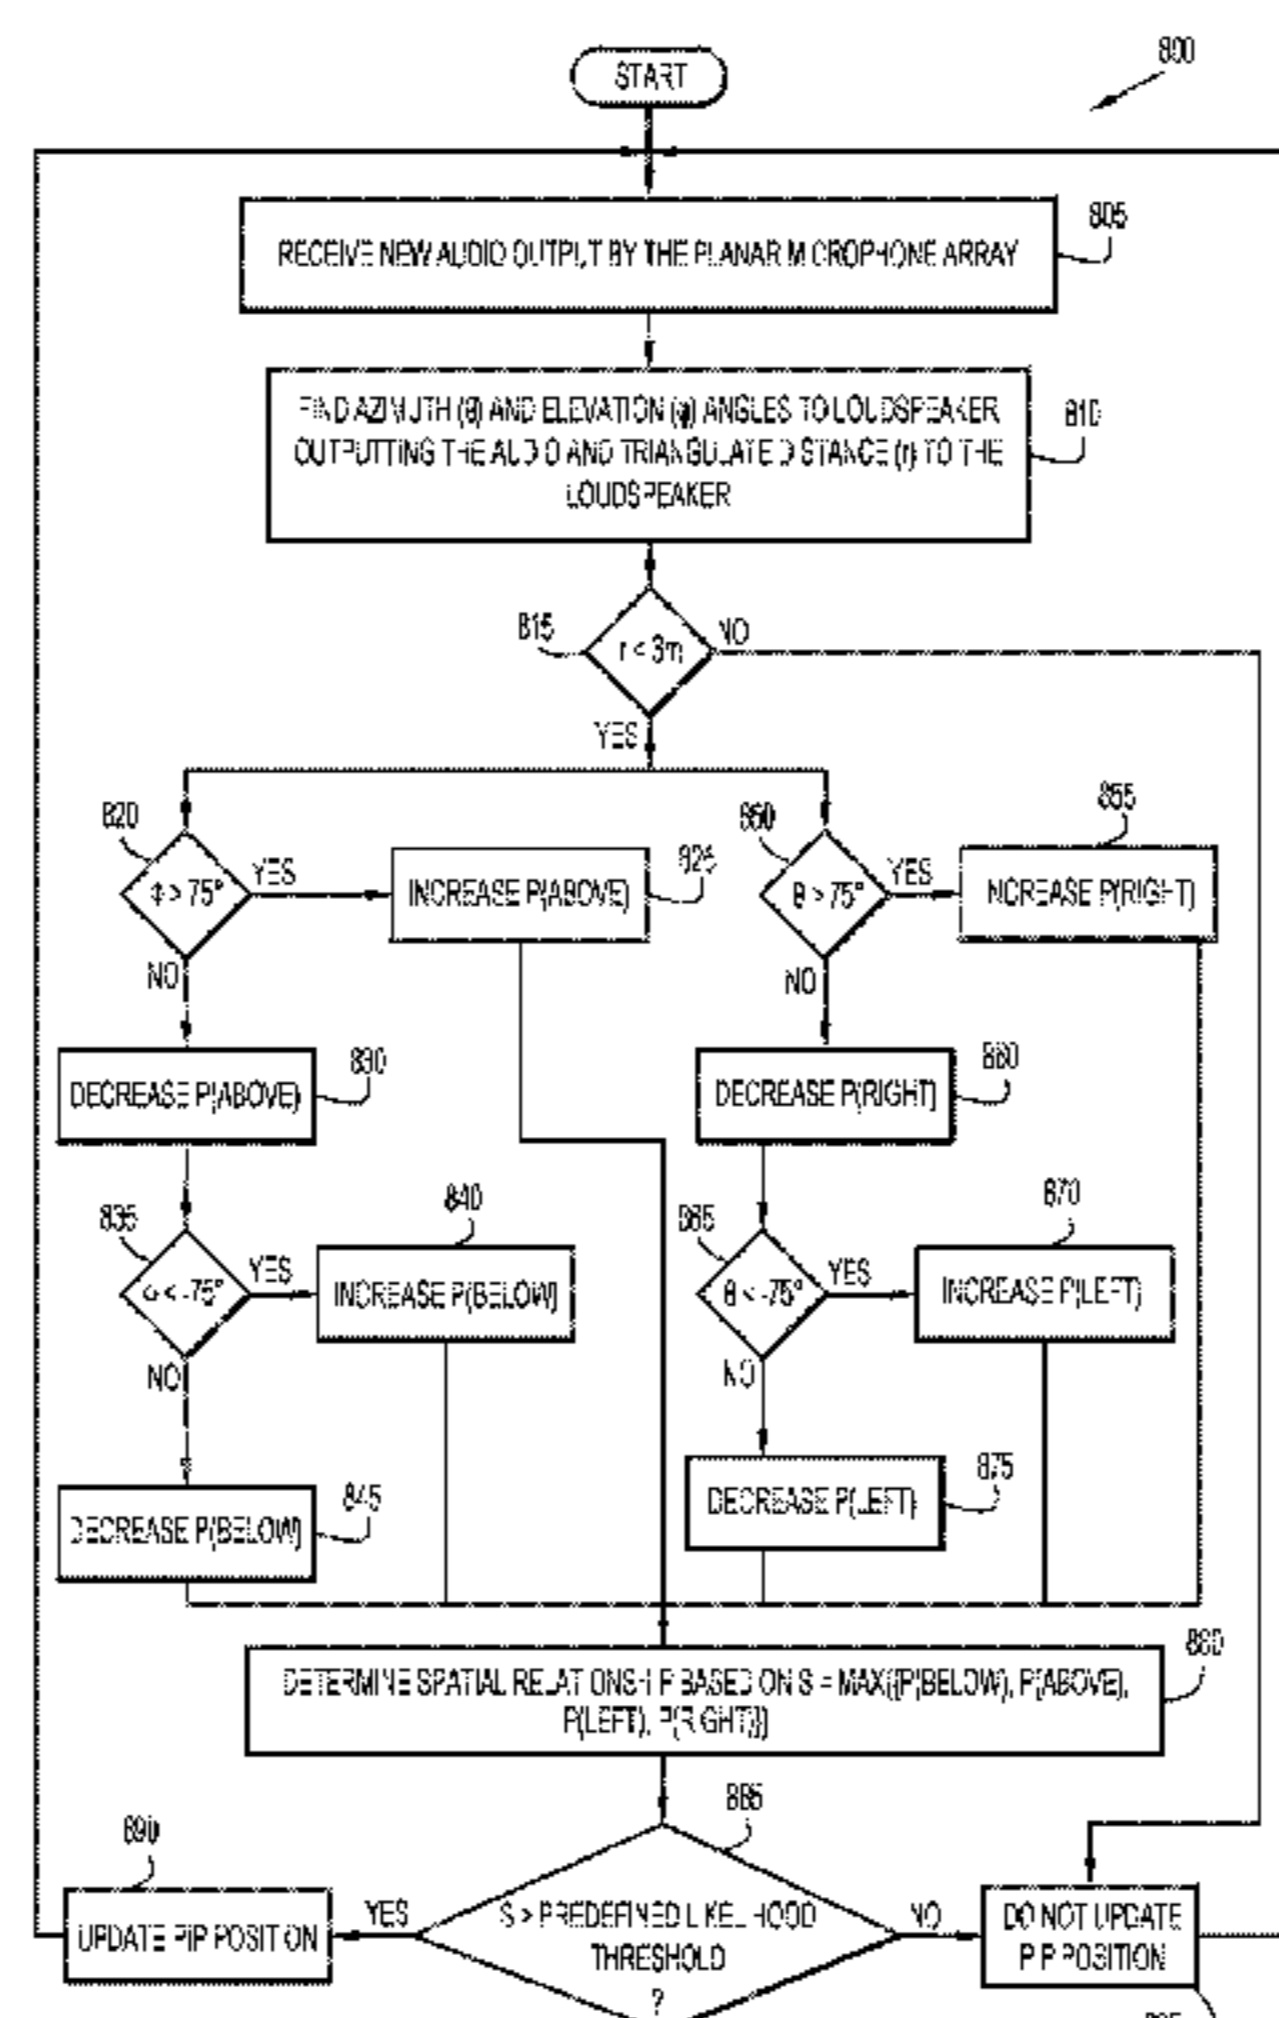 START
800
RECEIVE NEW AUDIO OUTPUT BY THE PLANAR MICROPHONE ARRAY
805
FIND AZIMUTH (θ) AND ELEVATION (φ) ANGLES TO LOUDSPEAKER
OUTPUTTING THE AUDIO AND TRIANGULATE DISTANCE (r) TO THE
LOUDSPEAKER
810
815
r < 3m
NO
YES
820
ϕ > 75°
YES
INCREASE P(ABOVE)
825
850
θ > 75°
YES
INCREASE P(RIGHT)
855
NO
NO
DECREASE P(ABOVE)
830
DECREASE P(RIGHT)
860
835
φ < -75°
YES
840
INCREASE P(BELOW)
865
θ < -75°
YES
870
INCREASE P(LEFT)
NO
NO
DECREASE P(BELOW)
845
DECREASE P(LEFT)
875
DETERMINE SPATIAL RELATIONSHIP BASED ON S = MAX({P(BELOW), P(ABOVE),
P(LEFT), P(RIGHT)})
880
885
S > PREDEFINED LIKELIHOOD
THRESHOLD
?
YES
890
UPDATE PIP POSITION
NO
DO NOT UPDATE
PIP POSITION